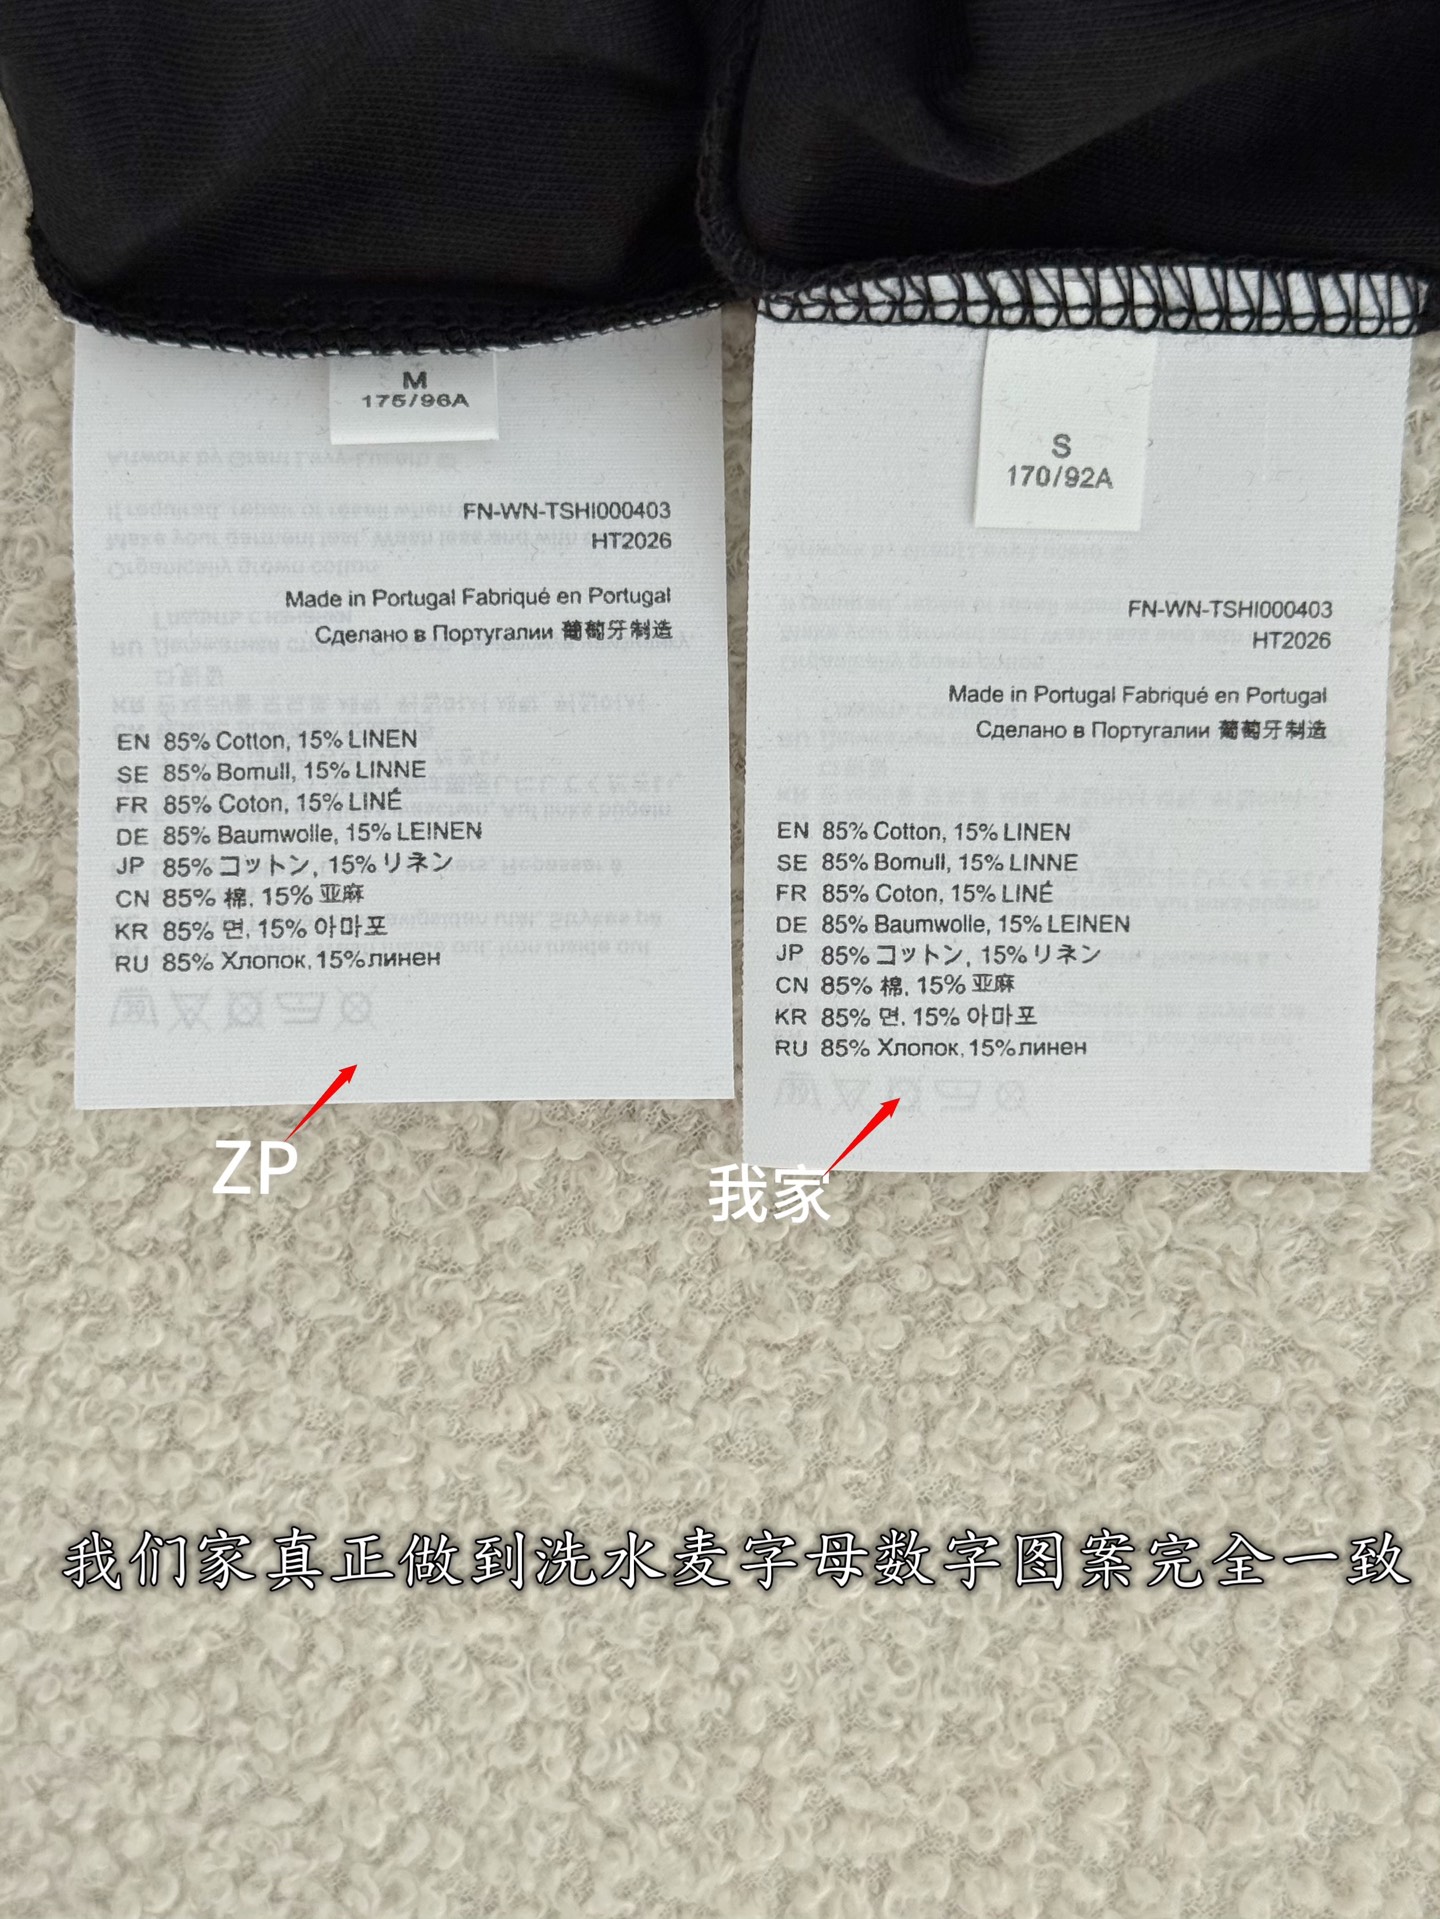 M
175/96A
FN-WN-TSHI000403
HT2026
Made in Portugal Fabriqué en Portugal
Сделано в Португалии 葡萄牙制造
EN 85% Cotton, 15% LINEN
SE 85% Bomull, 15% LINNE
FR 85% Coton, 15% LINÉ
DE 85% Baumwolle, 15% LEINEN
JP 85% コットン, 15% リネン
CN 85% 棉, 15% 亚麻
KR 85% 면, 15% 아마포
RU 85% Хлопок, 15%линен
ZP
S
170/92A
FN-WN-TSHI000403
HT2026
Made in Portugal Fabriqué en Portugal
Сделано в Португалии 葡萄牙制造
EN 85% Cotton, 15% LINEN
SE 85% Bomull, 15% LINNE
FR 85% Coton, 15% LINÉ
DE 85% Baumwolle, 15% LEINEN
JP 85% コットン, 15% リネン
CN 85% 棉, 15% 亚麻
KR 85% 면, 15% 아마포
RU 85% Хлопок, 15%линен
我家
我们家真正做到洗水麦字母数字图案完全一致